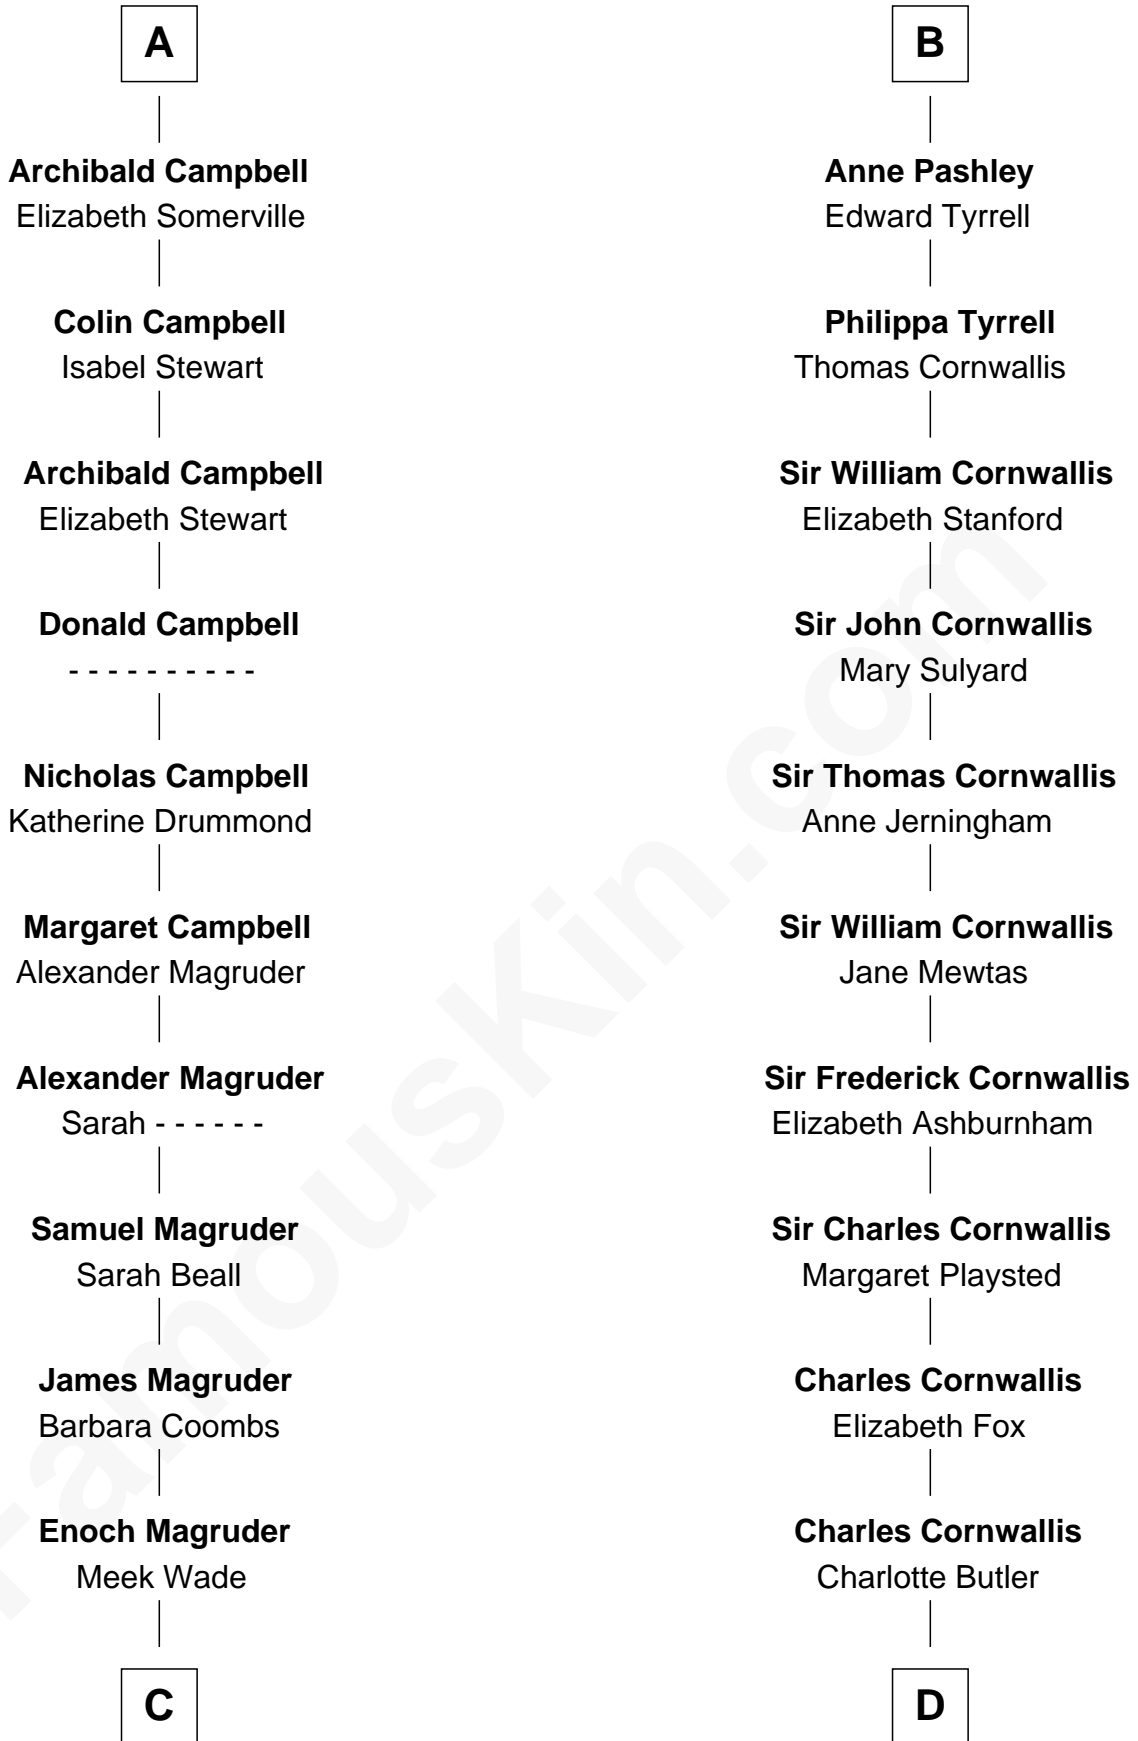 A
Archibald Campbell
Elizabeth Somerville
Colin Campbell
Isabel Stewart
Archibald Campbell
Elizabeth Stewart
Donald Campbell
- - - - - - - - - -
Nicholas Campbell
Katherine Drummond
Margaret Campbell
Alexander Magruder
Alexander Magruder
Sarah - - - - - -
Samuel Magruder
Sarah Beall
James Magruder
Barbara Coombs
Enoch Magruder
Meek Wade
C
B
Anne Pashley
Edward Tyrrell
Philippa Tyrrell
Thomas Cornwallis
Sir William Cornwallis
Elizabeth Stanford
Sir John Cornwallis
Mary Sulyard
Sir Thomas Cornwallis
Anne Jerningham
Sir William Cornwallis
Jane Mewtas
Sir Frederick Cornwallis
Elizabeth Ashburnham
Sir Charles Cornwallis
Margaret Playsted
Charles Cornwallis
Elizabeth Fox
Charles Cornwallis
Charlotte Butler
D
FamousKin.com